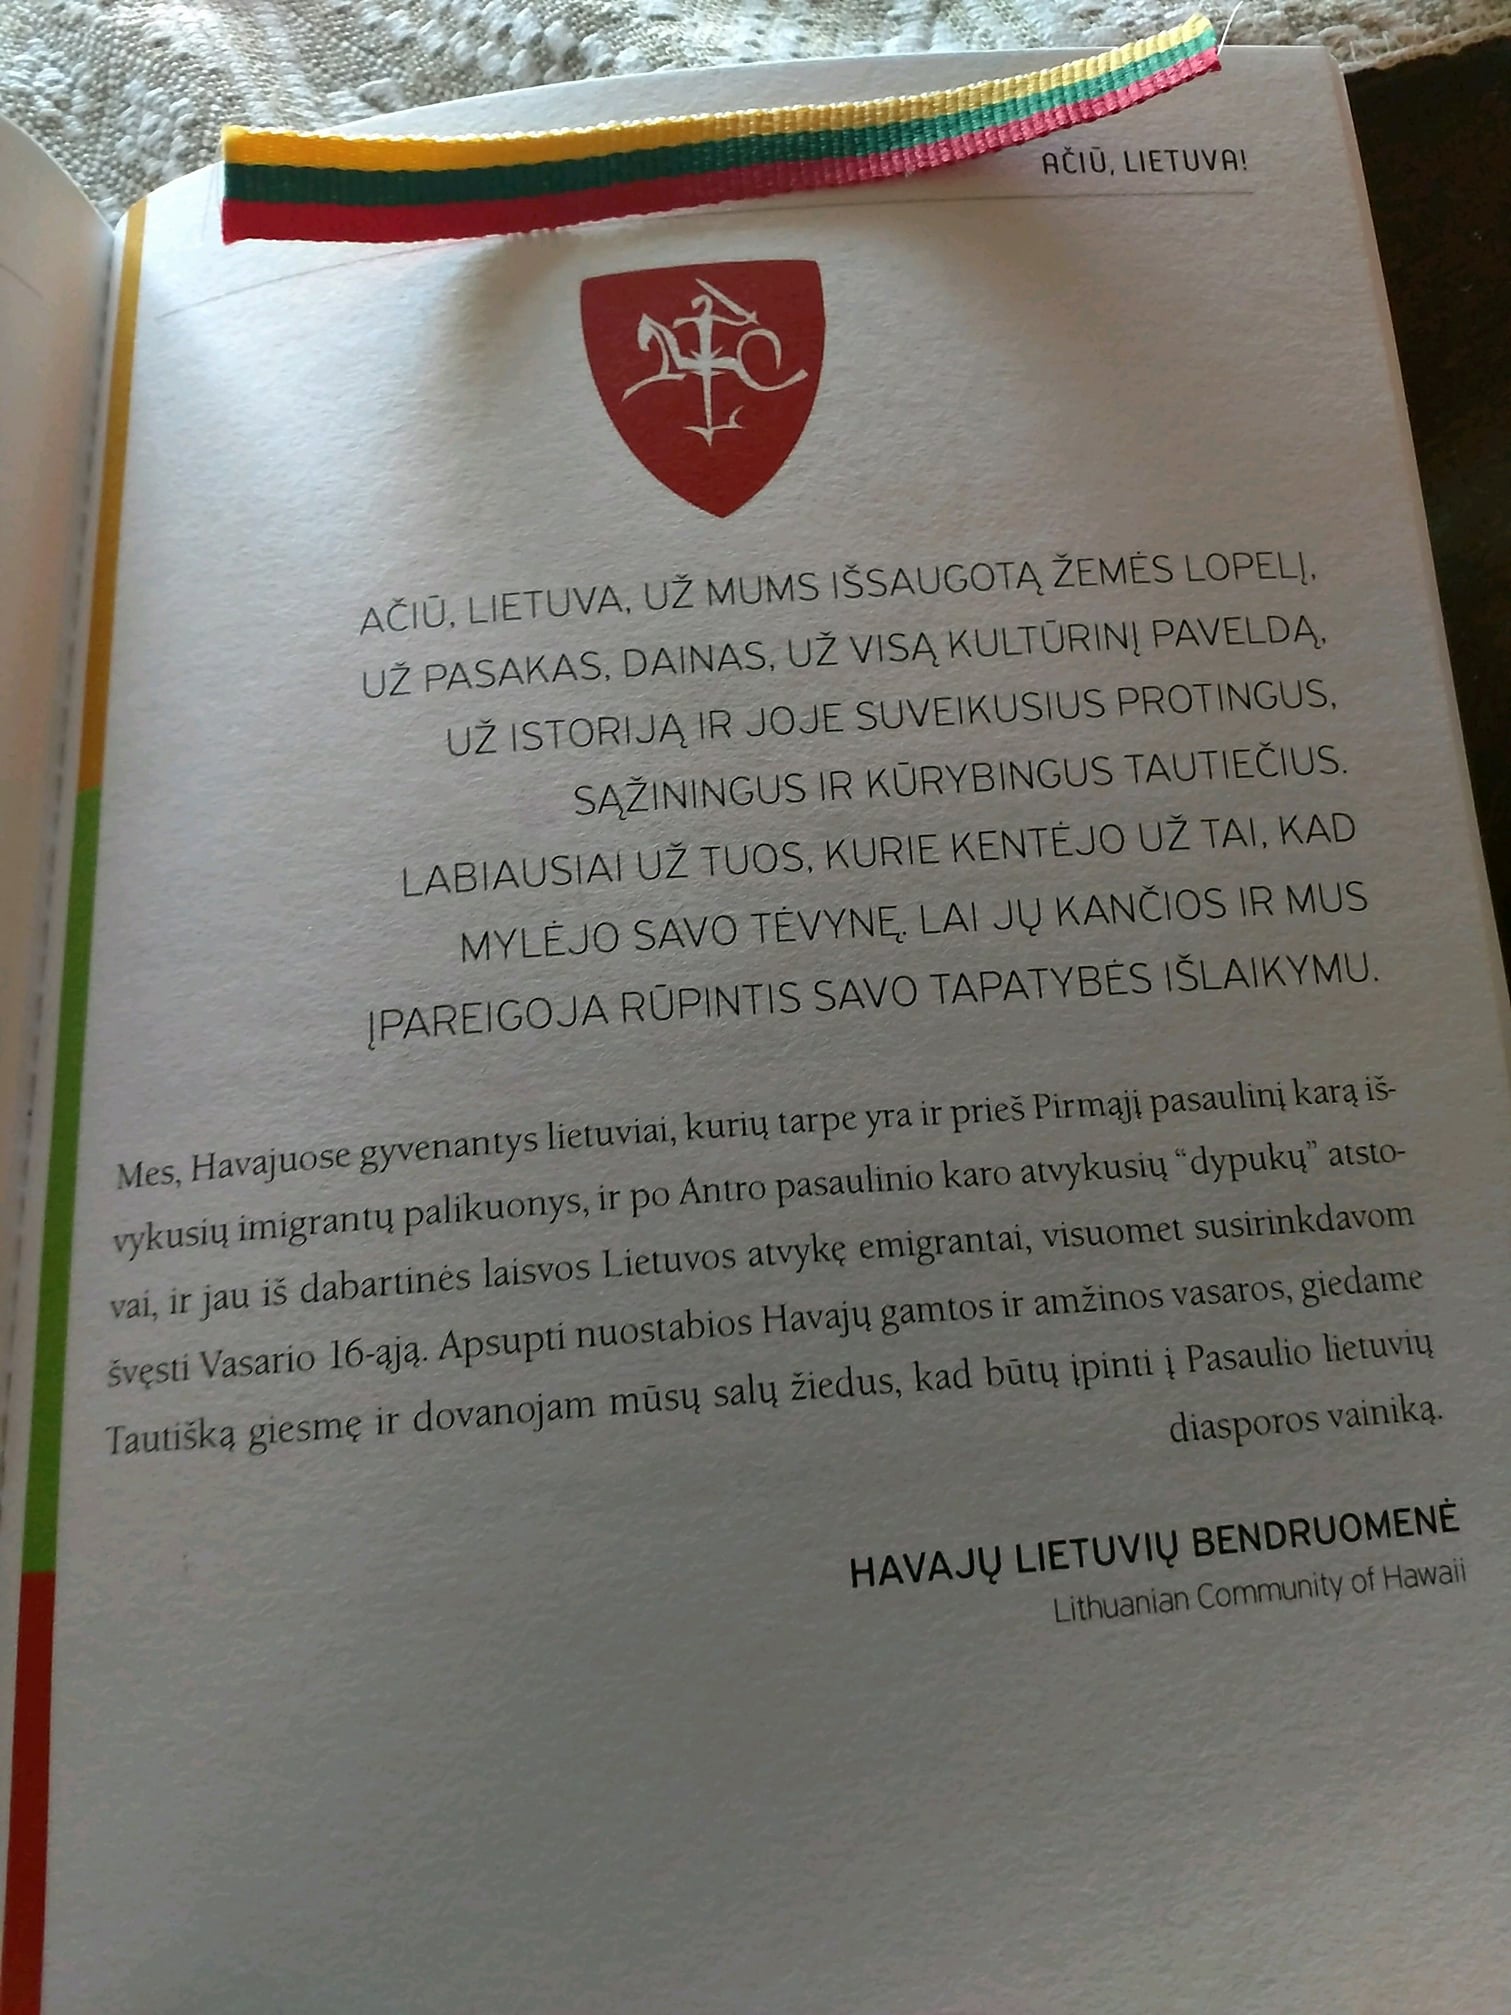 AČIŪ, LIETUVA!
AČIŪ, LIETUVA, UŽ MUMS IŠSAUGOTĄ ŽEMĖS LOPELĮ,
UŽ PASAKAS, DAINAS, UŽ VISĄ KULTŪRINĮ PAVELDĄ,
UŽ ISTORIJĄ IR JOJE SUVEIKUSIUS PROTINGUS,
SĄŽININGUS IR KŪRYBINGUS TAUTIEČIUS.
LABIAUSIAI UŽ TUOS, KURIE KENTĖJO UŽ TAI, KAD
MYLĖJO SAVO TĖVYNĘ. LAI JŲ KANČIOS IR MUS
ĮPAREIGOJA RŪPINTIS SAVO TAPATYBĖS IŠLAIKYMU.
Mes, Havajuose gyvenantys lietuviai, kurių tarpe yra ir prieš Pirmąjį pasaulinį karą iš-
vykusių imigrantų palikuonys, ir po Antro pasaulinio karo atvykusių “dypukų” atsto-
vai, ir jau iš dabartinės laisvos Lietuvos atvykę emigrantai, visuomet susirinkdavom
švęsti Vasario 16-ąją. Apsupti nuostabios Havajų gamtos ir amžinos vasaros, giedame
Tautišką giesmę ir dovanojam mūsų salų žiedus, kad būtų įpinti į Pasaulio lietuvių
diasporos vainiką.
HAVAJŲ LIETUVIŲ BENDRUOMENĖ
Lithuanian Community of Hawaii